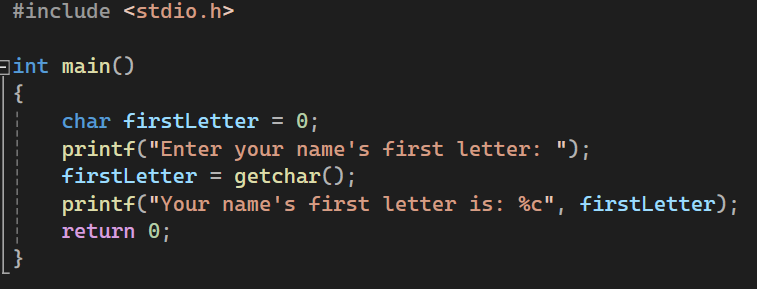 #include <stdio.h>
int main()
{
char firstLetter = 0;
printf("Enter your name's first letter: ");
firstLetter = getchar();
printf("Your name's first letter is: %c", firstLetter);
return 0;
}